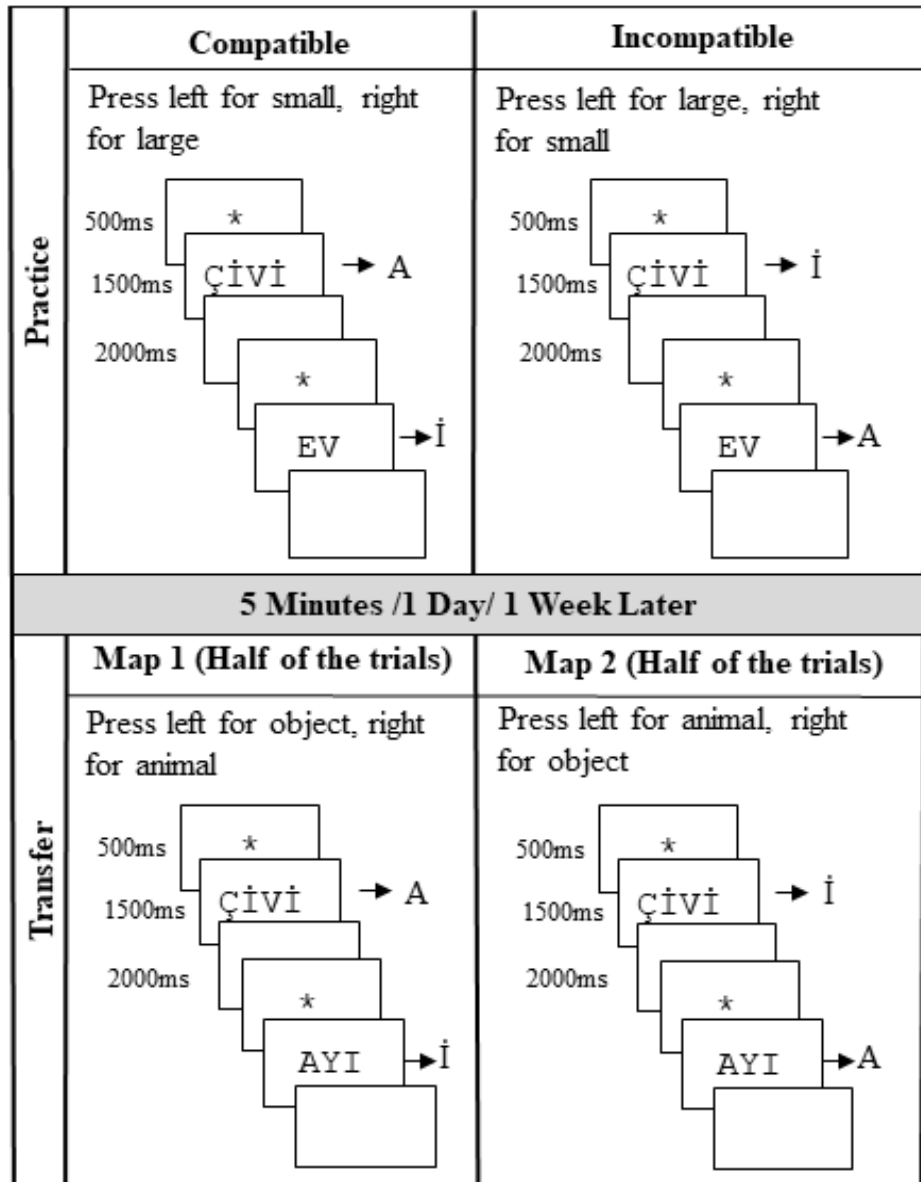 Practice
Compatible
Press left for small, right
for large
500ms
*
1500ms
ÇİVİ
A
2000ms
*
EV
İ
Incompatible
Press left for large, right
for small
500ms
*
1500ms
ÇİVİ
İ
2000ms
*
EV
A
5 Minutes /1 Day/ 1 Week Later
Transfer
Map 1 (Half of the trials)
Press left for object, right
for animal
500ms
*
1500ms
ÇİVİ
A
2000ms
*
AYI
İ
Map 2 (Half of the trials)
Press left for animal, right
for object
500ms
*
1500ms
ÇİVİ
İ
2000ms
*
AYI
A